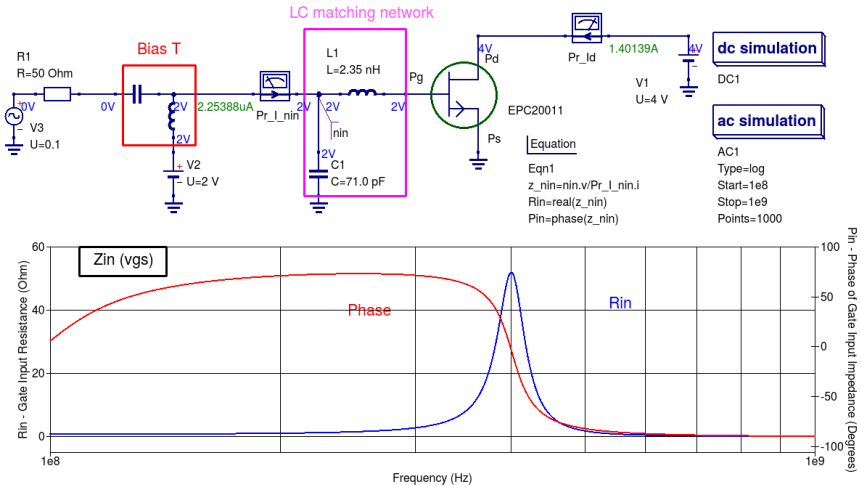 LC matching network
R1
R=50 Ohm
Bias T
L1
L=2.35 nH
4V
Pd
1.40139A
Pr_Id
4V
V1
U=4 V
dc simulation
DC1
0V
0V
2V
2.25388uA
Pr_I_nin
2V
2V
Pg
EPC20011
V3
U=0.1
2V
nin
Ps
V2
U=2 V
2V
C1
C=71.0 pF
Equation
Eqn1
z_nin=nin.v/Pr_I_nin.i
Rin=real(z_nin)
Pin=phase(z_nin)
ac simulation
AC1
Type=log
Start=1e8
Stop=1e9
Points=1000
Zin (vgs)
Phase
Rin
Rin - Gate Input Resistance (Ohm)
60
40
20
0
Pin - Phase of Gate Input Impedance (Degrees)
100
50
0
-50
-100
1e8
1e9
Frequency (Hz)